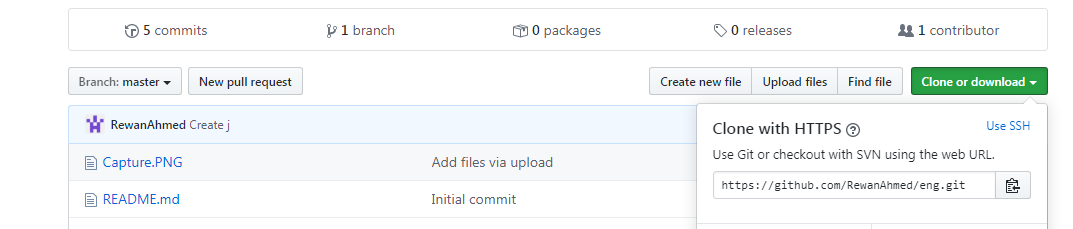 5 commits 1 branch 0 packages 0 releases 1 contributor
Branch: master New pull request Create new file Upload files Find file Clone or download
RewanAhmed Create j
Clone with HTTPS Use SSH
Use Git or checkout with SVN using the web URL.
https://github.com/RewanAhmed/eng.git
Capture.PNG Add files via upload
README.md Initial commit